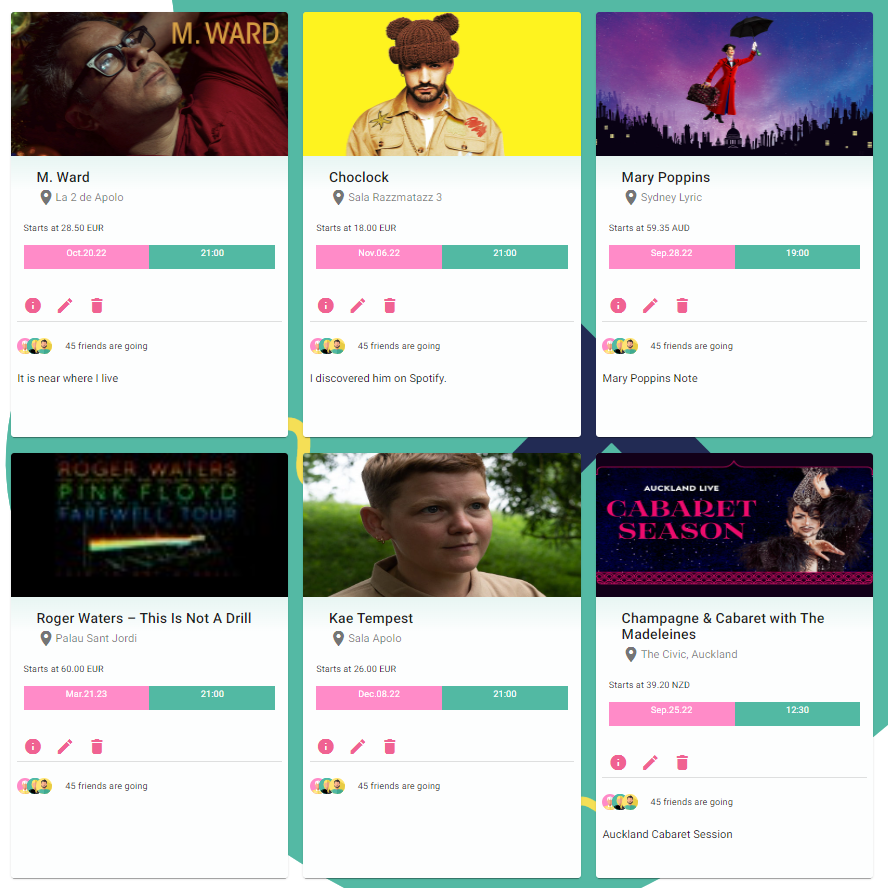 M. WARD
M. Ward
La 2 de Apolo
Starts at 28.50 EUR
Oct.20.22
21:00
45 friends are going
It is near where I live
Choclock
Sala Razzmatazz 3
Starts at 18.00 EUR
Nov.06.22
21:00
45 friends are going
I discovered him on Spotify.
Mary Poppins
Sydney Lyric
Starts at 59.35 AUD
Sep.28.22
19:00
45 friends are going
Mary Poppins Note
ROGER WATERS
PINK FLOYD
FAREWELL TOUR
Roger Waters – This Is Not A Drill
Palau Sant Jordi
Starts at 60.00 EUR
Mar.21.23
21:00
45 friends are going
Kae Tempest
Sala Apolo
Starts at 26.00 EUR
Dec.08.22
21:00
45 friends are going
AUCKLAND LIVE
CABARET
SEASON
Champagne & Cabaret with The
Madeleines
The Civic, Auckland
Starts at 39.20 NZD
Sep.25.22
12:30
45 friends are going
Auckland Cabaret Session